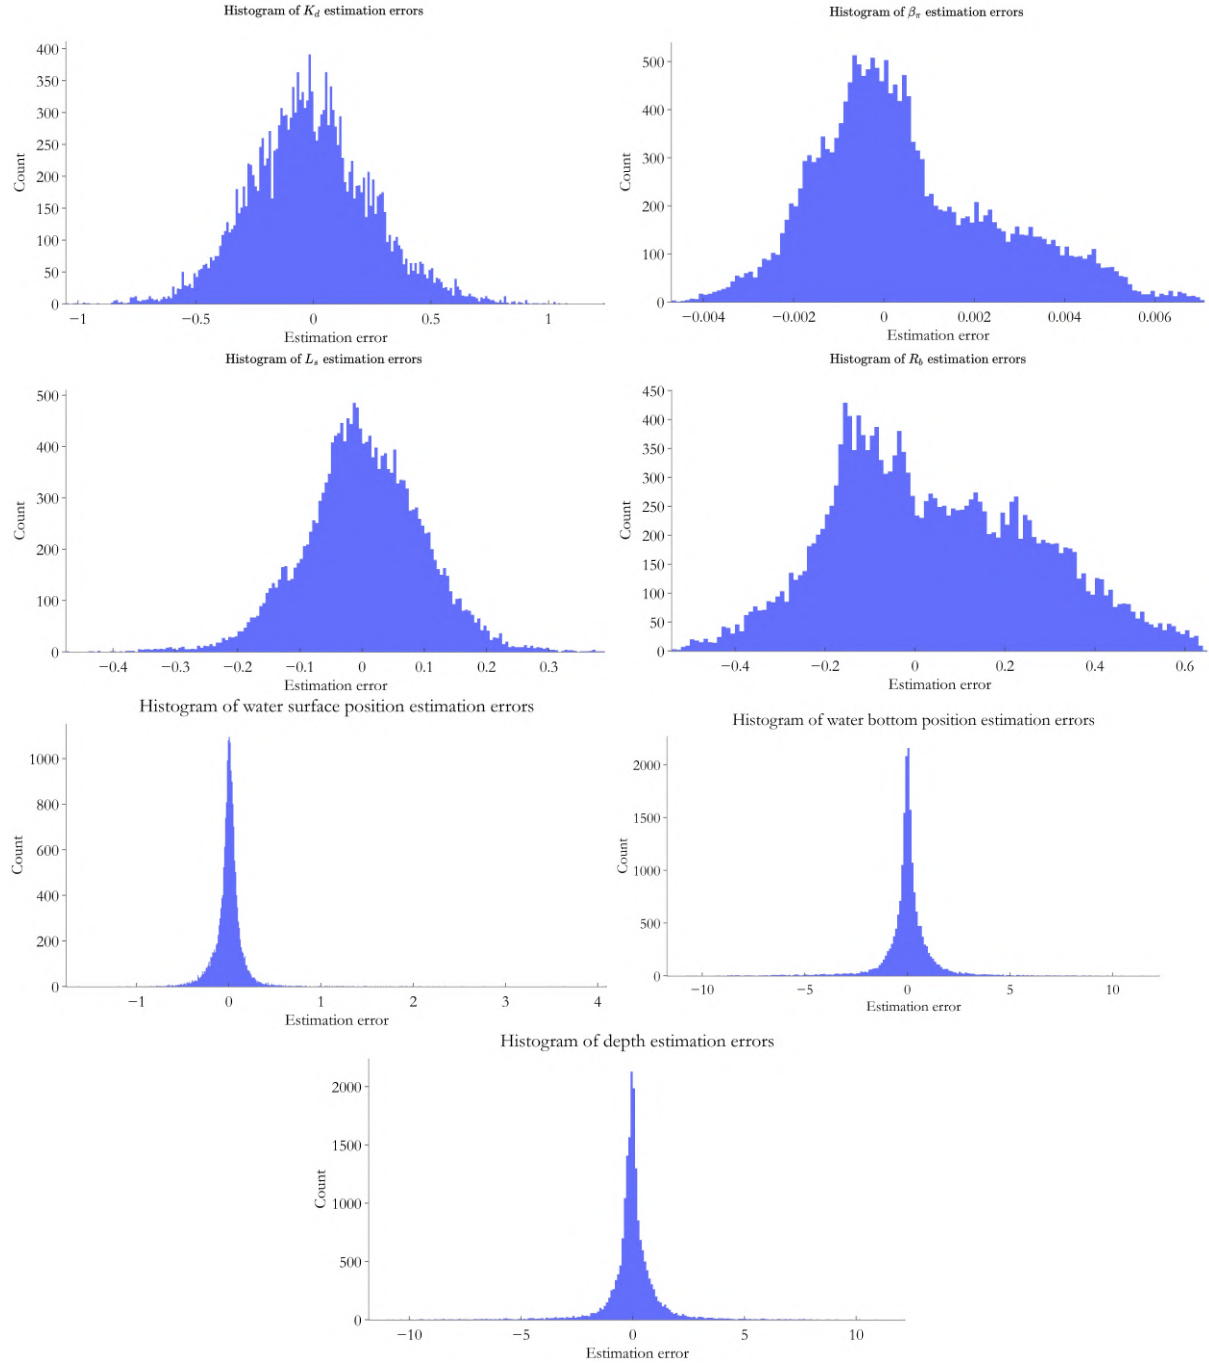 Histogram of K_d estimation errors
400
350
300
250
200
150
100
50
0
Count
−1 −0.5 0 0.5 1
Estimation error
Histogram of β_π estimation errors
500
400
300
200
100
0
Count
−0.004 −0.002 0 0.002 0.004 0.006
Estimation error
Histogram of L_s estimation errors
500
400
300
200
100
0
Count
−0.4 −0.3 −0.2 −0.1 0 0.1 0.2 0.3
Estimation error
Histogram of R_b estimation errors
450
400
350
300
250
200
150
100
50
0
Count
−0.4 −0.2 0 0.2 0.4 0.6
Estimation error
Histogram of water surface position estimation errors
1000
800
600
400
200
0
Count
−1 0 1 2 3 4
Estimation error
Histogram of water bottom position estimation errors
2000
1500
1000
500
0
Count
−10 −5 0 5 10
Estimation error
Histogram of depth estimation errors
2000
1500
1000
500
0
Count
−10 −5 0 5 10
Estimation error